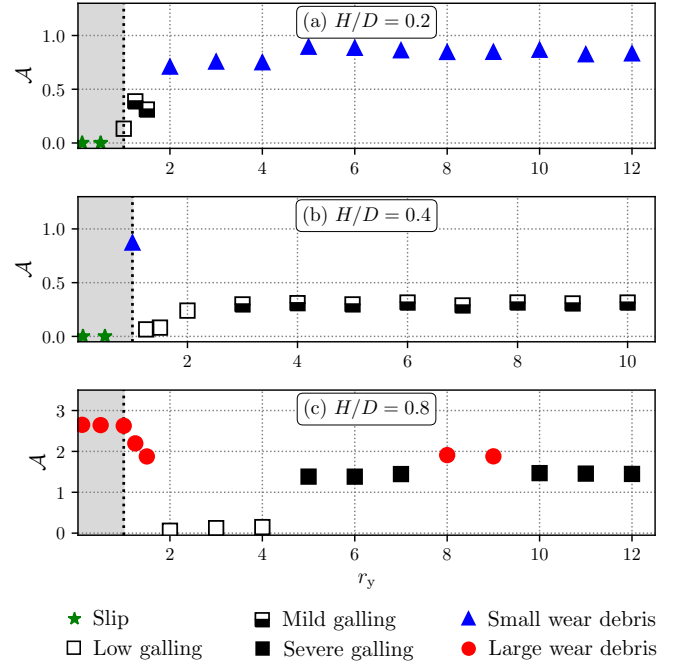 (a) H/D = 0.2
1.0
0.5
0.0
𝒜
2 4 6 8 10 12
(b) H/D = 0.4
1.0
0.5
0.0
𝒜
2 4 6 8 10
(c) H/D = 0.8
3
2
1
0
𝒜
2 4 6 8 10 12
r_y
Slip Mild galling Small wear debris
Low galling Severe galling Large wear debris